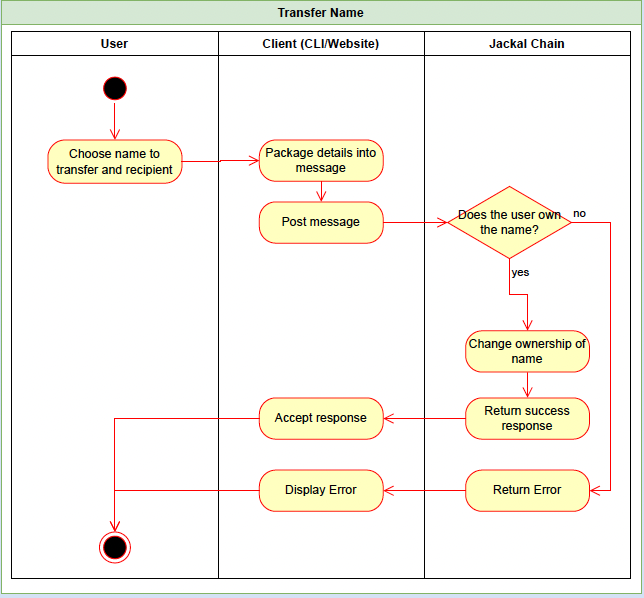 Transfer Name
User
Client (CLI/Website)
Jackal Chain
Choose name to
transfer and recipient
Package details into
message
Post message
Does the user own
the name?
no
yes
Change ownership of
name
Return success
response
Accept response
Display Error
Return Error